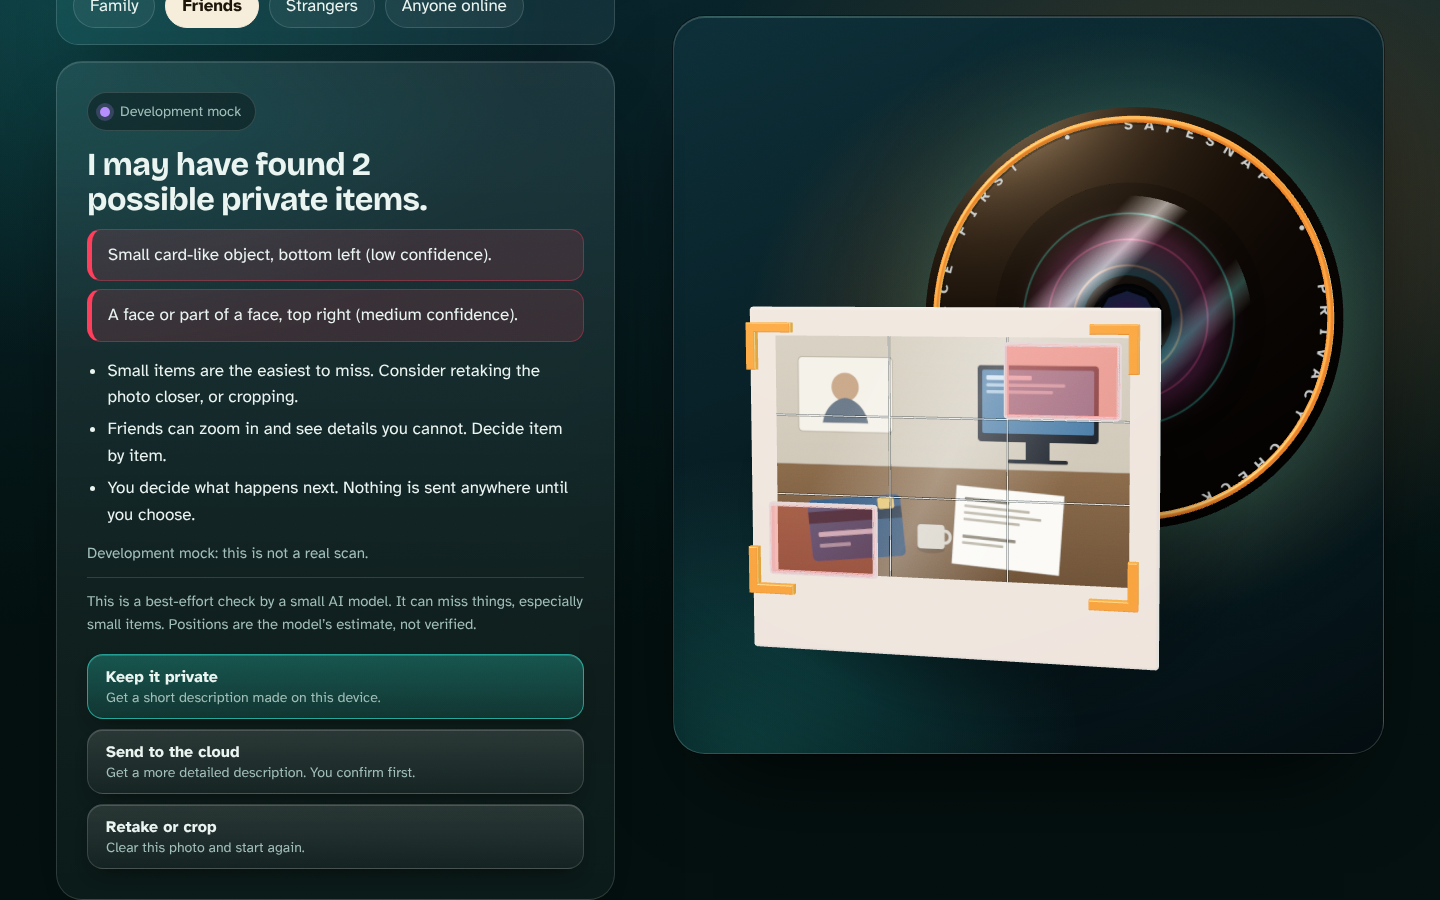 Family
Friends
Strangers
Anyone online
Development mock
I may have found 2
possible private items.
Small card-like object, bottom left (low confidence).
A face or part of a face, top right (medium confidence).
• Small items are the easiest to miss. Consider retaking the
photo closer, or cropping.
• Friends can zoom in and see details you cannot. Decide item
by item.
• You decide what happens next. Nothing is sent anywhere until
you choose.
Development mock: this is not a real scan.
This is a best-effort check by a small AI model. It can miss things, especially
small items. Positions are the model’s estimate, not verified.
Keep it private
Get a short description made on this device.
Send to the cloud
Get a more detailed description. You confirm first.
Retake or crop
Clear this photo and start again.
SAFESNAP • PRIVACY CHECK
CE FIRST •